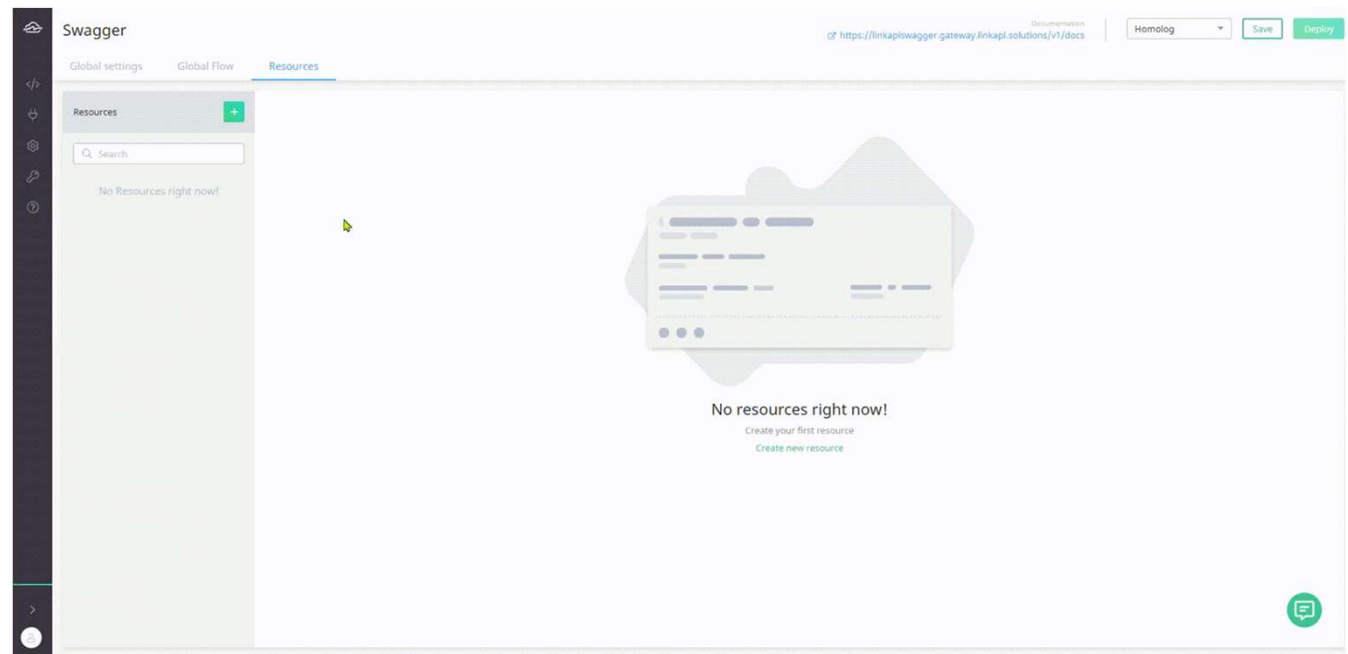 Swagger
Documentation
https://linkapiswagger.gateway.linkapi.solutions/v1/docs
Homolog
Save
Deploy
Global settings
Global Flow
Resources
Resources
+
Search
No Resources right now!
No resources right now!
Create your first resource
Create new resource